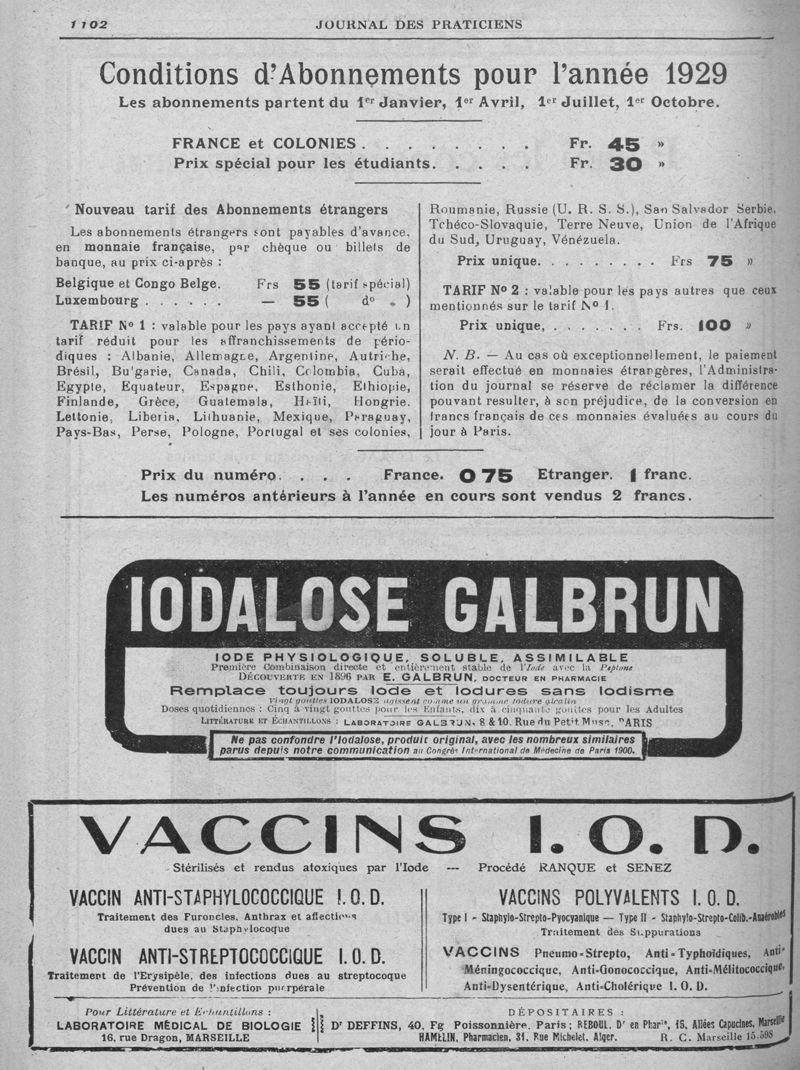 1102
JOURNAL DES PRATICIENS
Conditions d'Abonnements pour l'année 1929
Les abonnements partent du 1er Janvier, 1er Avril, 1er Juillet, 1er Octobre.
FRANCE et COLONIES . . . . . . . . Fr. 45 »
Prix spécial pour les étudiants. . . . . Fr. 30 »
Nouveau tarif des Abonnements étrangers
Les abonnements étrangers sont payables d'avance,
en monnaie française, par chèque ou billets de
banque, au prix ci-après :
Belgique et Congo Belge. Frs 55 (tarif spécial)
Luxembourg . . . . . . — 55 ( do » )
TARIF No 1 : valable pour les pays ayant accepté un
tarif réduit pour les affranchissements de pério-
diques : Albanie, Allemagne, Argentine, Autriche,
Brésil, Bulgarie, Canada, Chili, Colombia, Cuba,
Egypte, Equateur, Espagne, Esthonie, Ethiopie,
Finlande, Grèce, Guatemala, Haïti, Hongrie.
Lettonie, Liberia, Lithuanie, Mexique, Paraguay,
Pays-Bas, Perse, Pologne, Portugal et ses colonies,
Roumanie, Russie (U. R. S. S.), San Salvador Serbie,
Tchéco-Slovaquie, Terre Neuve, Union de l'Afrique
du Sud, Uruguay, Vénézuela.
Prix unique. . . . . . . . . Frs 75 »
TARIF No 2 : valable pour les pays autres que ceux
mentionnés sur le tarif No 1.
Prix unique, . . . . . . . Frs. 100 »
N. B. — Au cas où exceptionnellement, le paiement
serait effectué en monnaies étrangères, l'Administra-
tion du journal se réserve de réclamer la différence
pouvant resulter, à son préjudice, de la conversion en
francs français de ces monnaies évaluées au cours du
jour à Paris.
Prix du numéro. . . . France. 0 75 Etranger. 1 franc.
Les numéros antérieurs à l'année en cours sont vendus 2 francs.
IODALOSE GALBRUN
IODE PHYSIOLOGIQUE, SOLUBLE, ASSIMILABLE
Première Combinaison directe et entièrement stable de l'Iode avec la Peptone
DÉCOUVERTE EN 1896 PAR E. GALBRUN, DOCTEUR EN PHARMACIE
Remplace toujours Iode et Iodures sans Iodisme
Vingt gouttes IODALOSE agissent comme un gramme Iodure alcalin
Doses quotidiennes : Cinq à vingt gouttes pour les Enfants, dix à cinquante gouttes pour les Adultes
LITTÉRATURE ET ÉCHANTILLONS : LABORATOIRE GALBRUN. 8 & 10. Rue du Petit Musc, PARIS
Ne pas confondre l'Iodalose, produit original, avec les nombreux similaires
parus depuis notre communication au Congrès International de Médecine de Paris 1900.
VACCINS I. O. D.
Stérilisés et rendus atoxiques par l'Iode — Procédé RANQUE et SENEZ
VACCIN ANTI-STAPHYLOCOCCIQUE I. O. D.
Traitement des Furoncles, Anthrax et affections
dues au Staphylocoque
VACCIN ANTI-STREPTOCOCCIQUE I. O. D.
Traitement de l'Erysipèle, des infections dues au streptocoque
Prévention de l'infection puerpérale
VACCINS POLYVALENTS I. O. D.
Type I - Staphylo-Strepto-Pyocyanique — Type II - Staphylo-Strepto-Colib.-Anaérobies
Traitement des Suppurations
VACCINS Pneumo-Strepto, Anti-Typhoïdiques, Anti-
Méningococcique, Anti-Gonococcique, Anti-Mélitococcique,
Anti-Dysentérique, Anti-Cholérique I. O. D.
Pour Littérature et Echantillons :
LABORATOIRE MÉDICAL DE BIOLOGIE
16, rue Dragon, MARSEILLE
DÉPOSITAIRES :
Dr DEFFINS, 40, Fg Poissonnière, Paris ; REBOUL, Dr en Phar​ie, 15, Allées Capucines, Marseille
HAMELIN, Pharmacien, 31, Rue Michelet, Alger. R. C. Marseille 15.598